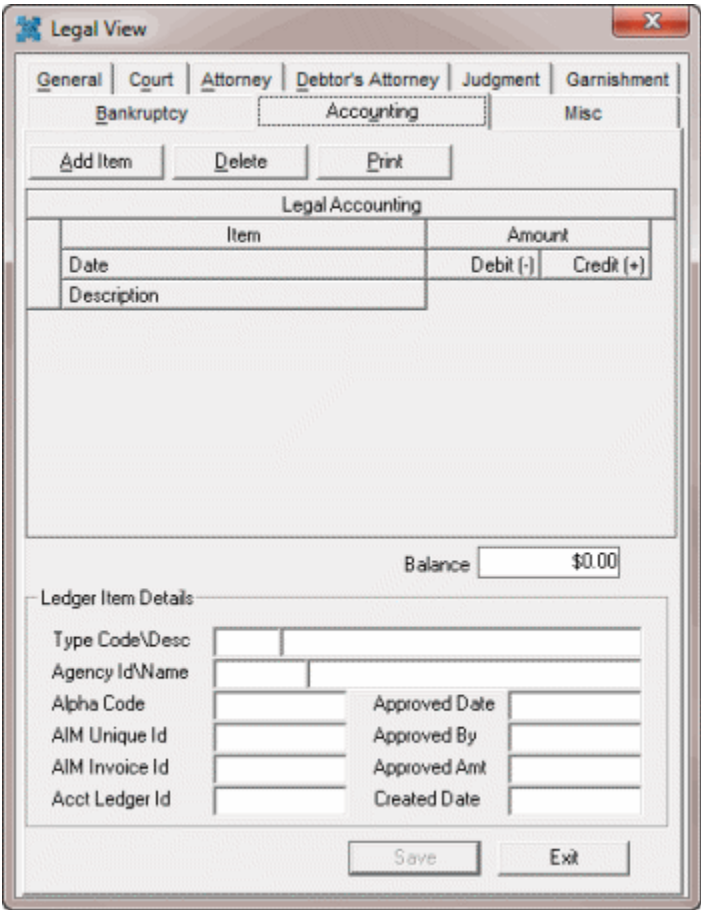 Legal View
General Court Attorney Debtor's Attorney Judgment Garnishment
Bankruptcy Accounting Misc
Add Item Delete Print
Legal Accounting
Item Amount
Date Debit (-) Credit (+)
Description
Balance $0.00
Ledger Item Details
Type Code\Desc
Agency Id\Name
Alpha Code Approved Date
AIM Unique Id Approved By
AIM Invoice Id Approved Amt
Acct Ledger Id Created Date
Save Exit